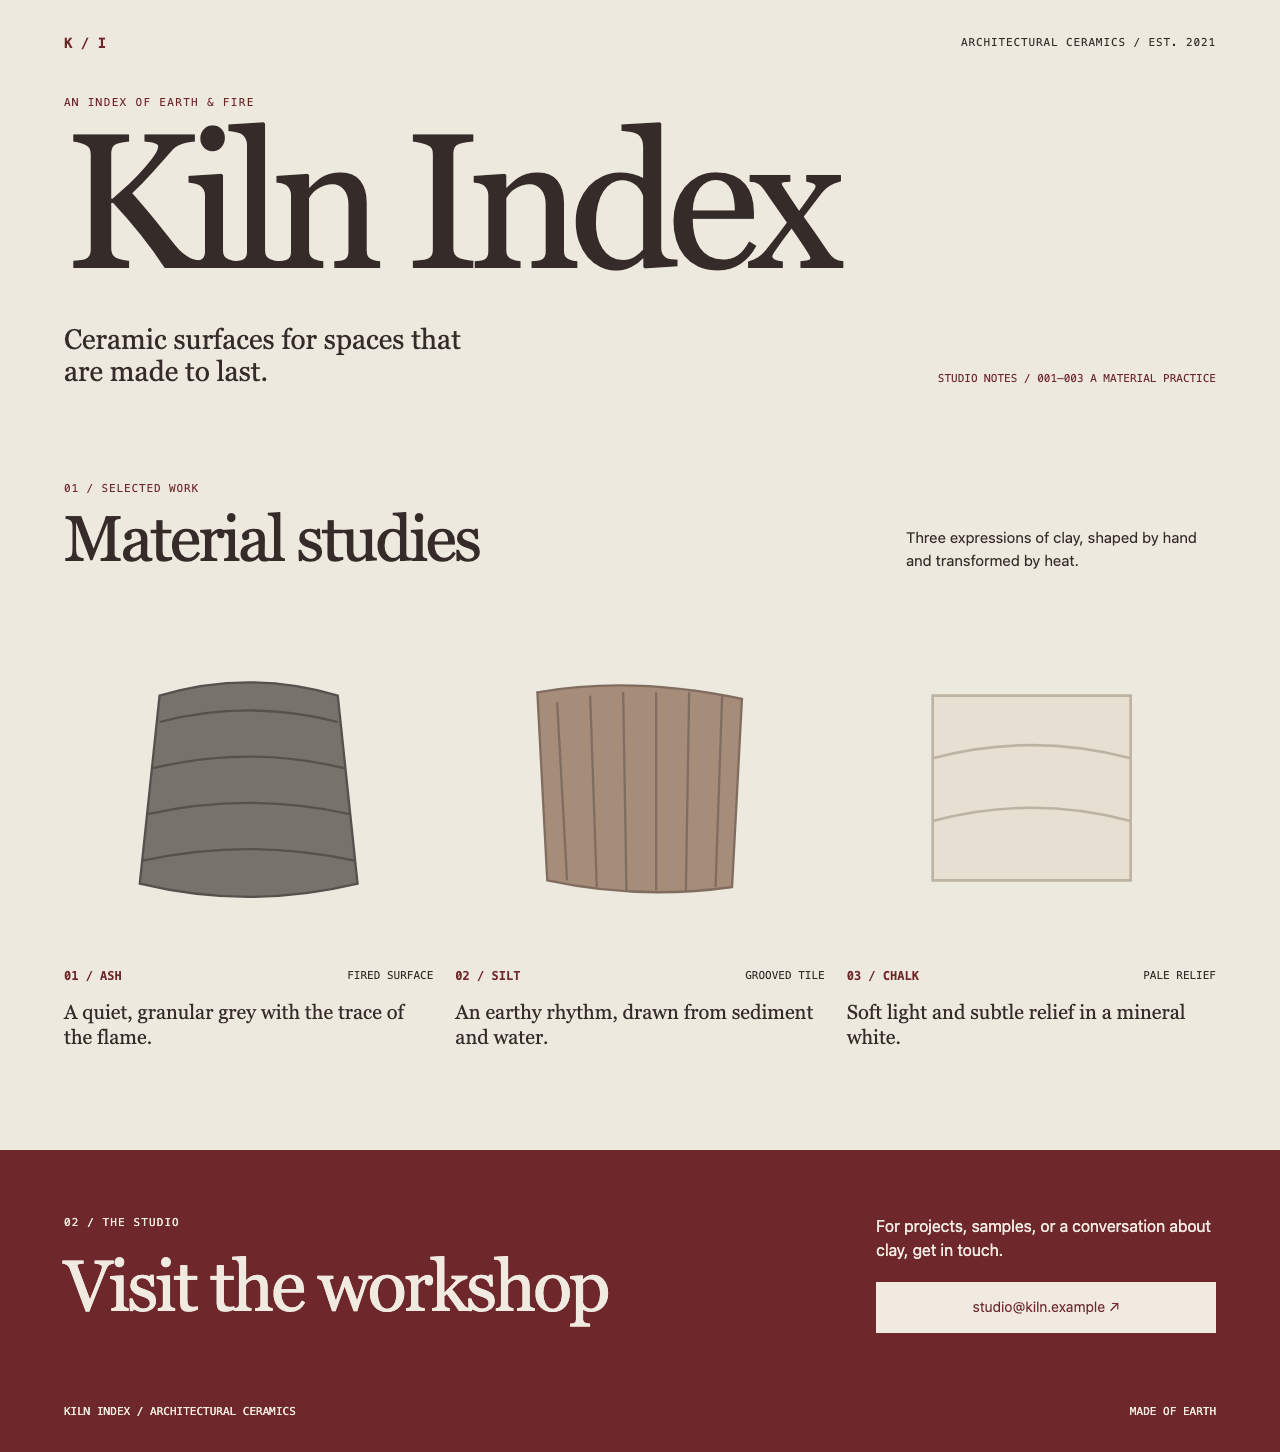 K / I
ARCHITECTURAL CERAMICS / EST. 2021
AN INDEX OF EARTH & FIRE
Kiln Index
Ceramic surfaces for spaces that
are made to last.
STUDIO NOTES / 001—003 A MATERIAL PRACTICE
01 / SELECTED WORK
Material studies
Three expressions of clay, shaped by hand
and transformed by heat.
01 / ASH
FIRED SURFACE
A quiet, granular grey with the trace of
the flame.
02 / SILT
GROOVED TILE
An earthy rhythm, drawn from sediment
and water.
03 / CHALK
PALE RELIEF
Soft light and subtle relief in a mineral
white.
02 / THE STUDIO
Visit the workshop
For projects, samples, or a conversation about
clay, get in touch.
studio@kiln.example ↗
KILN INDEX / ARCHITECTURAL CERAMICS
MADE OF EARTH